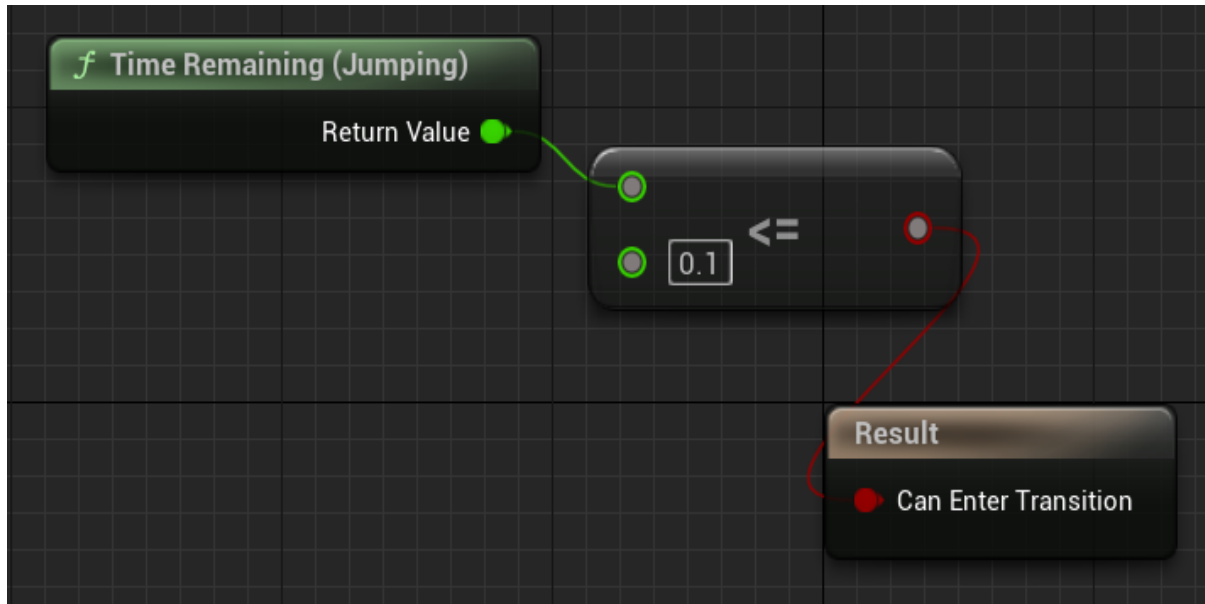 f Time Remaining (Jumping)
Return Value
<=
0.1
Result
Can Enter Transition